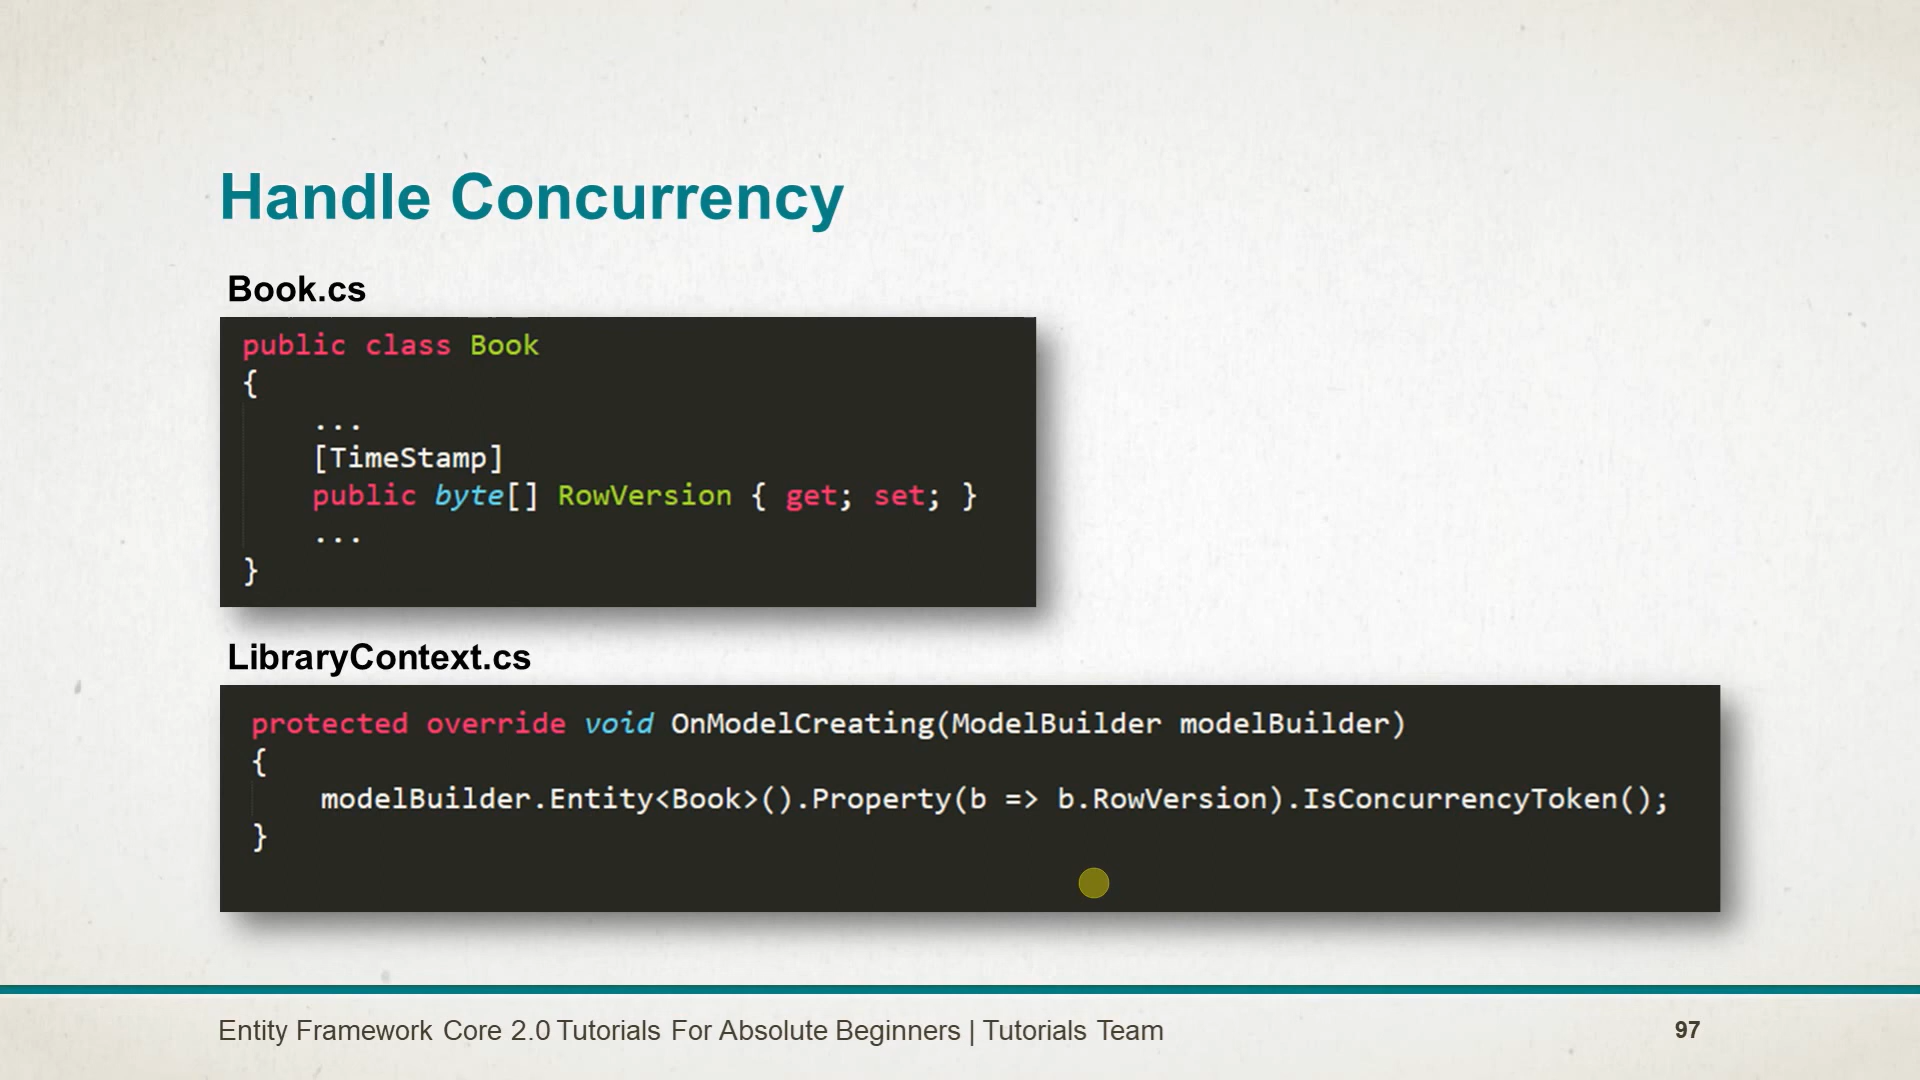 Handle Concurrency
Book.cs
public class Book
{
...
[TimeStamp]
public byte[] RowVersion { get; set; }
...
}
LibraryContext.cs
protected override void OnModelCreating(ModelBuilder modelBuilder)
{
modelBuilder.Entity<Book>().Property(b => b.RowVersion).IsConcurrencyToken();
}
Entity Framework Core 2.0 Tutorials For Absolute Beginners | Tutorials Team
97